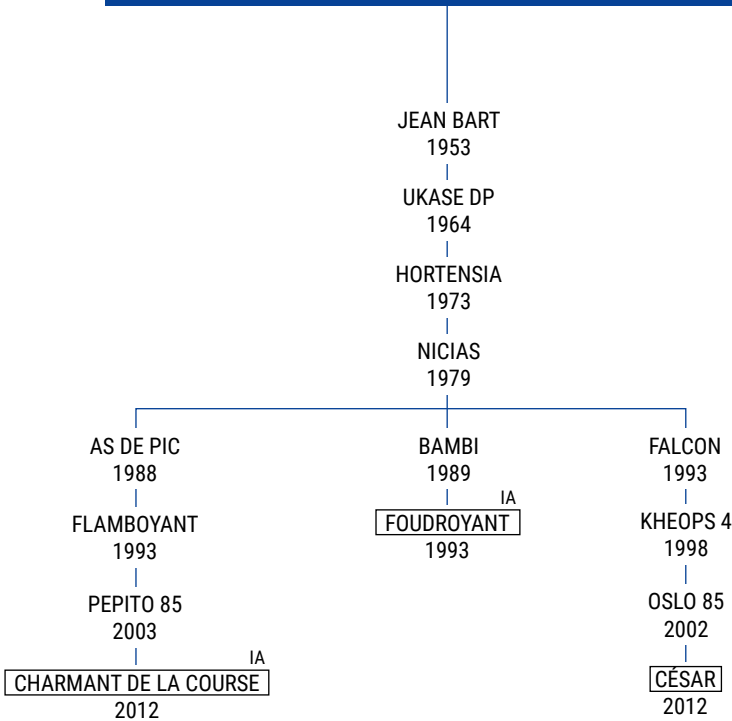 JEAN BART
1953
UKASE DP
1964
HORTENSIA
1973
NICIAS
1979
AS DE PIC
1988
FLAMBOYANT
1993
PEPITO 85
2003
IA
CHARMANT DE LA COURSE
2012
BAMBI
1989
IA
FOUDROYANT
1993
FALCON
1993
KHEOPS 4
1998
OSLO 85
2002
CÉSAR
2012